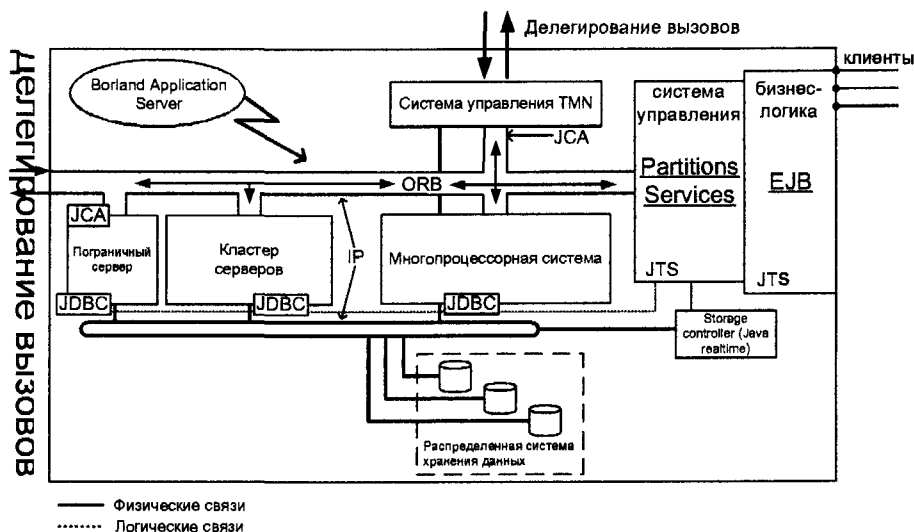 Делегирование вызовов
Делегирование вызовов
клиенты
Borland Application
Server
Система управления TMN
JCA
система
управления
Partitions
Services
JTS
бизнес-
логика
EJB
JTS
ORB
JCA
Пограничный
сервер
JDBC
Кластер
серверов
JDBC
IP
Многопроцессорная система
JDBC
Storage
controller (Java
realtime)
Распределенная система
хранения данных
Физические связи
Логические связи